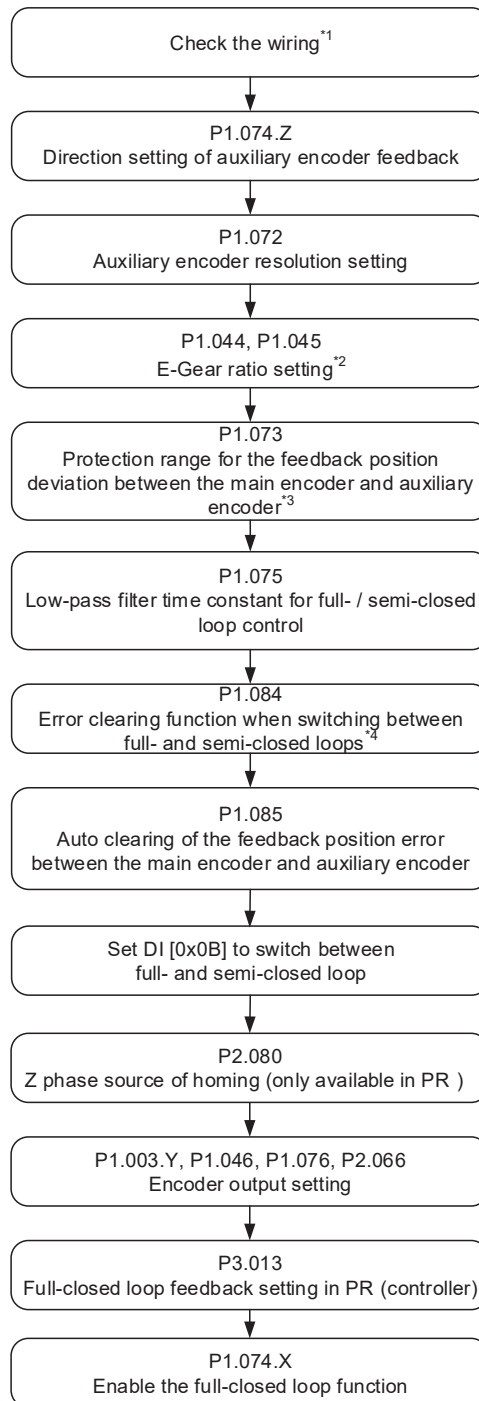 Check the wiring*1
P1.074.Z
Direction setting of auxiliary encoder feedback
P1.072
Auxiliary encoder resolution setting
P1.044, P1.045
E-Gear ratio setting*2
P1.073
Protection range for the feedback position
deviation between the main encoder and auxiliary
encoder*3
P1.075
Low-pass filter time constant for full- / semi-closed
loop control
P1.084
Error clearing function when switching between
full- and semi-closed loops*4
P1.085
Auto clearing of the feedback position error
between the main encoder and auxiliary encoder
Set DI [0x0B] to switch between
full- and semi-closed loop
P2.080
Z phase source of homing (only available in PR )
P1.003.Y, P1.046, P1.076, P2.066
Encoder output setting
P3.013
Full-closed loop feedback setting in PR (controller)
P1.074.X
Enable the full-closed loop function